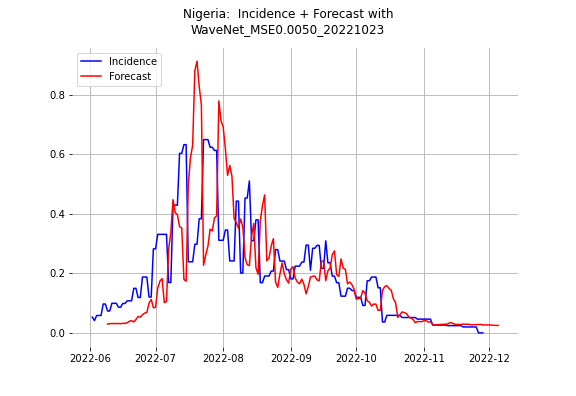 Nigeria:  Incidence + Forecast with
WaveNet_MSE0.0050_20221023
Incidence
Forecast
0.8
0.6
0.4
0.2
0.0
2022-06 2022-07 2022-08 2022-09 2022-10 2022-11 2022-12